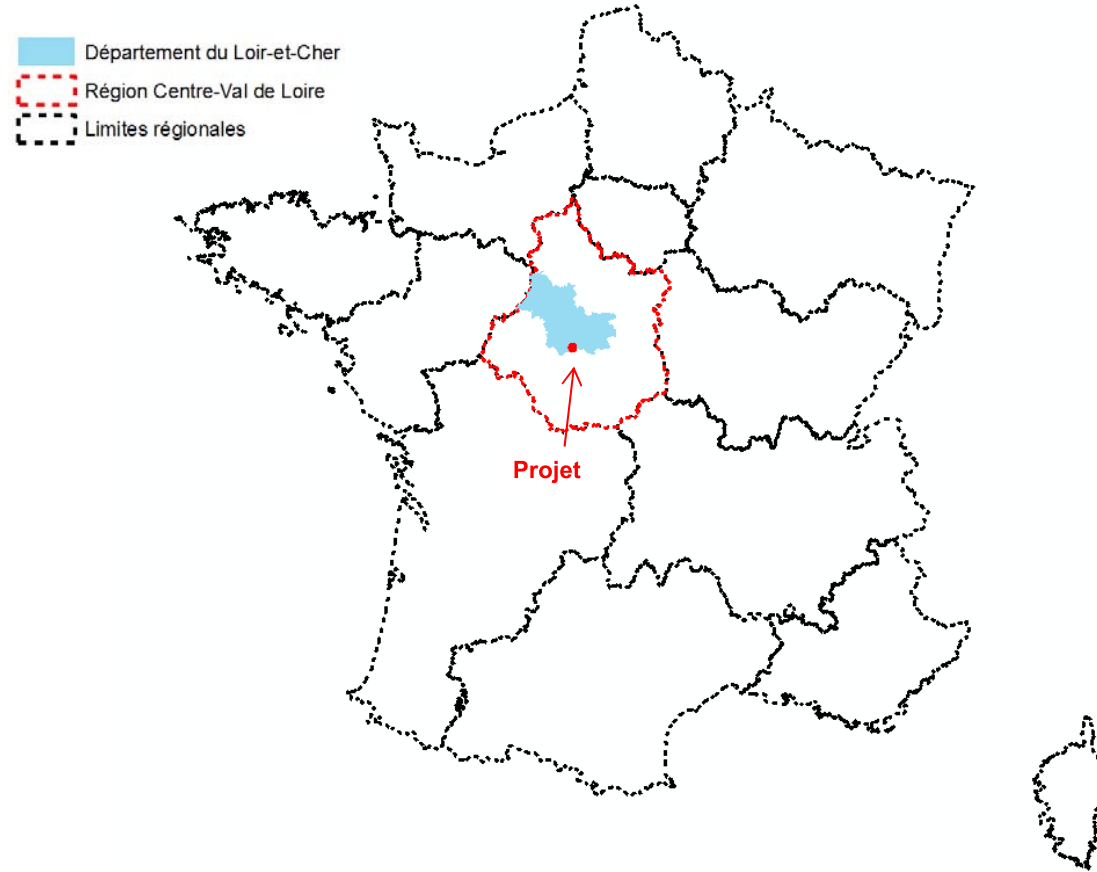 Département du Loir-et-Cher
Région Centre-Val de Loire
Limites régionales
Projet